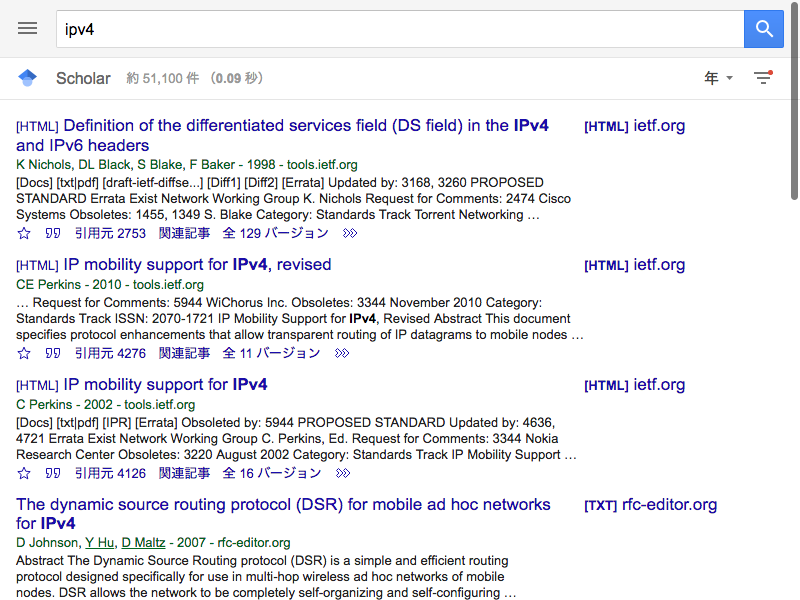 ipv4
Scholar 約 51,100 件 （0.09 秒） 年
[HTML] Definition of the differentiated services field (DS field) in the IPv4 and IPv6 headers
[HTML] ietf.org
K Nichols, DL Black, S Blake, F Baker - 1998 - tools.ietf.org
[Docs] [txt|pdf] [draft-ietf-diffse...] [Diff1] [Diff2] [Errata] Updated by: 3168, 3260 PROPOSED
STANDARD Errata Exist Network Working Group K. Nichols Request for Comments: 2474 Cisco
Systems Obsoletes: 1455, 1349 S. Blake Category: Standards Track Torrent Networking …
引用元 2753 関連記事 全 129 バージョン
[HTML] IP mobility support for IPv4, revised
[HTML] ietf.org
CE Perkins - 2010 - tools.ietf.org
… Request for Comments: 5944 WiChorus Inc. Obsoletes: 3344 November 2010 Category:
Standards Track ISSN: 2070-1721 IP Mobility Support for IPv4, Revised Abstract This document
specifies protocol enhancements that allow transparent routing of IP datagrams to mobile nodes …
引用元 4276 関連記事 全 11 バージョン
[HTML] IP mobility support for IPv4
[HTML] ietf.org
C Perkins - 2002 - tools.ietf.org
[Docs] [txt|pdf] [IPR] [Errata] Obsoleted by: 5944 PROPOSED STANDARD Updated by: 4636,
4721 Errata Exist Network Working Group C. Perkins, Ed. Request for Comments: 3344 Nokia
Research Center Obsoletes: 3220 August 2002 Category: Standards Track IP Mobility Support …
引用元 4126 関連記事 全 16 バージョン
The dynamic source routing protocol (DSR) for mobile ad hoc networks
for IPv4
[TXT] rfc-editor.org
D Johnson, Y Hu, D Maltz - 2007 - rfc-editor.org
Abstract The Dynamic Source Routing protocol (DSR) is a simple and efficient routing
protocol designed specifically for use in multi-hop wireless ad hoc networks of mobile
nodes. DSR allows the network to be completely self-organizing and self-configuring …